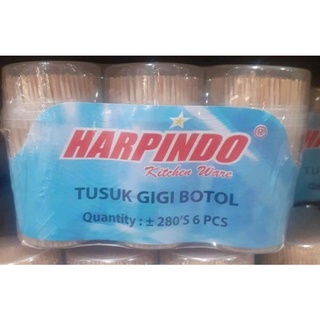 HARPINDO ®
Kitchen Ware
TUSUK GIGI BOTOL
Quantity : ± 280'S 6 PCS